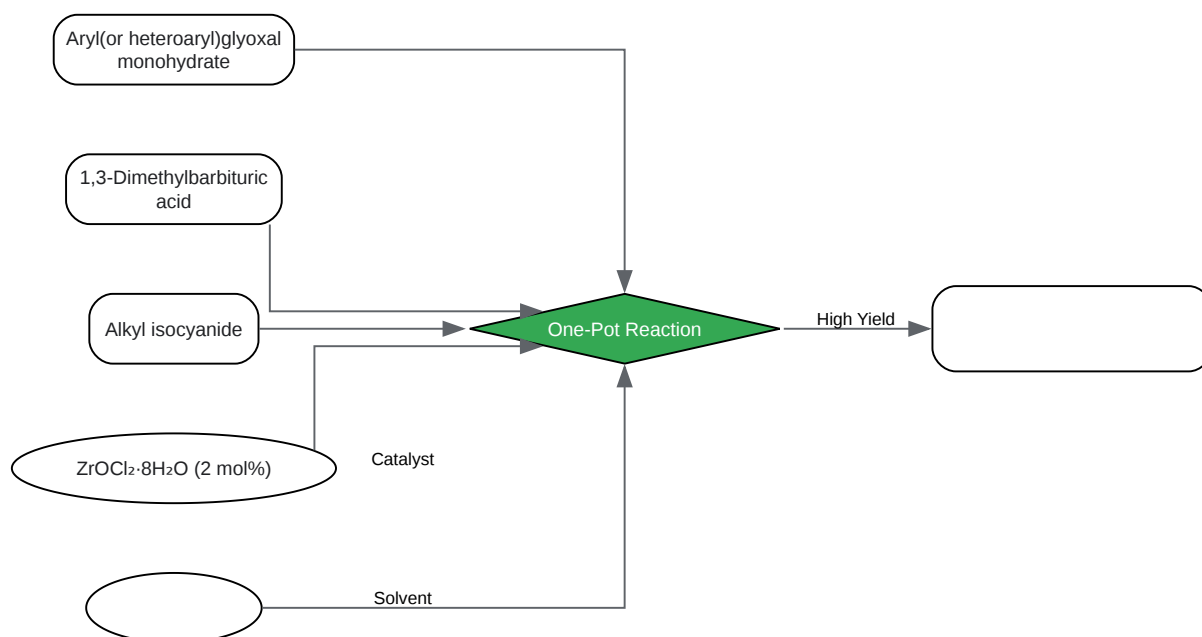 Aryl(or heteroaryl)glyoxal
monohydrate
1,3-Dimethylbarbituric
acid
Alkyl isocyanide
One-Pot Reaction
High Yield
ZrOCl₂·8H₂O (2 mol%)
Catalyst
Solvent